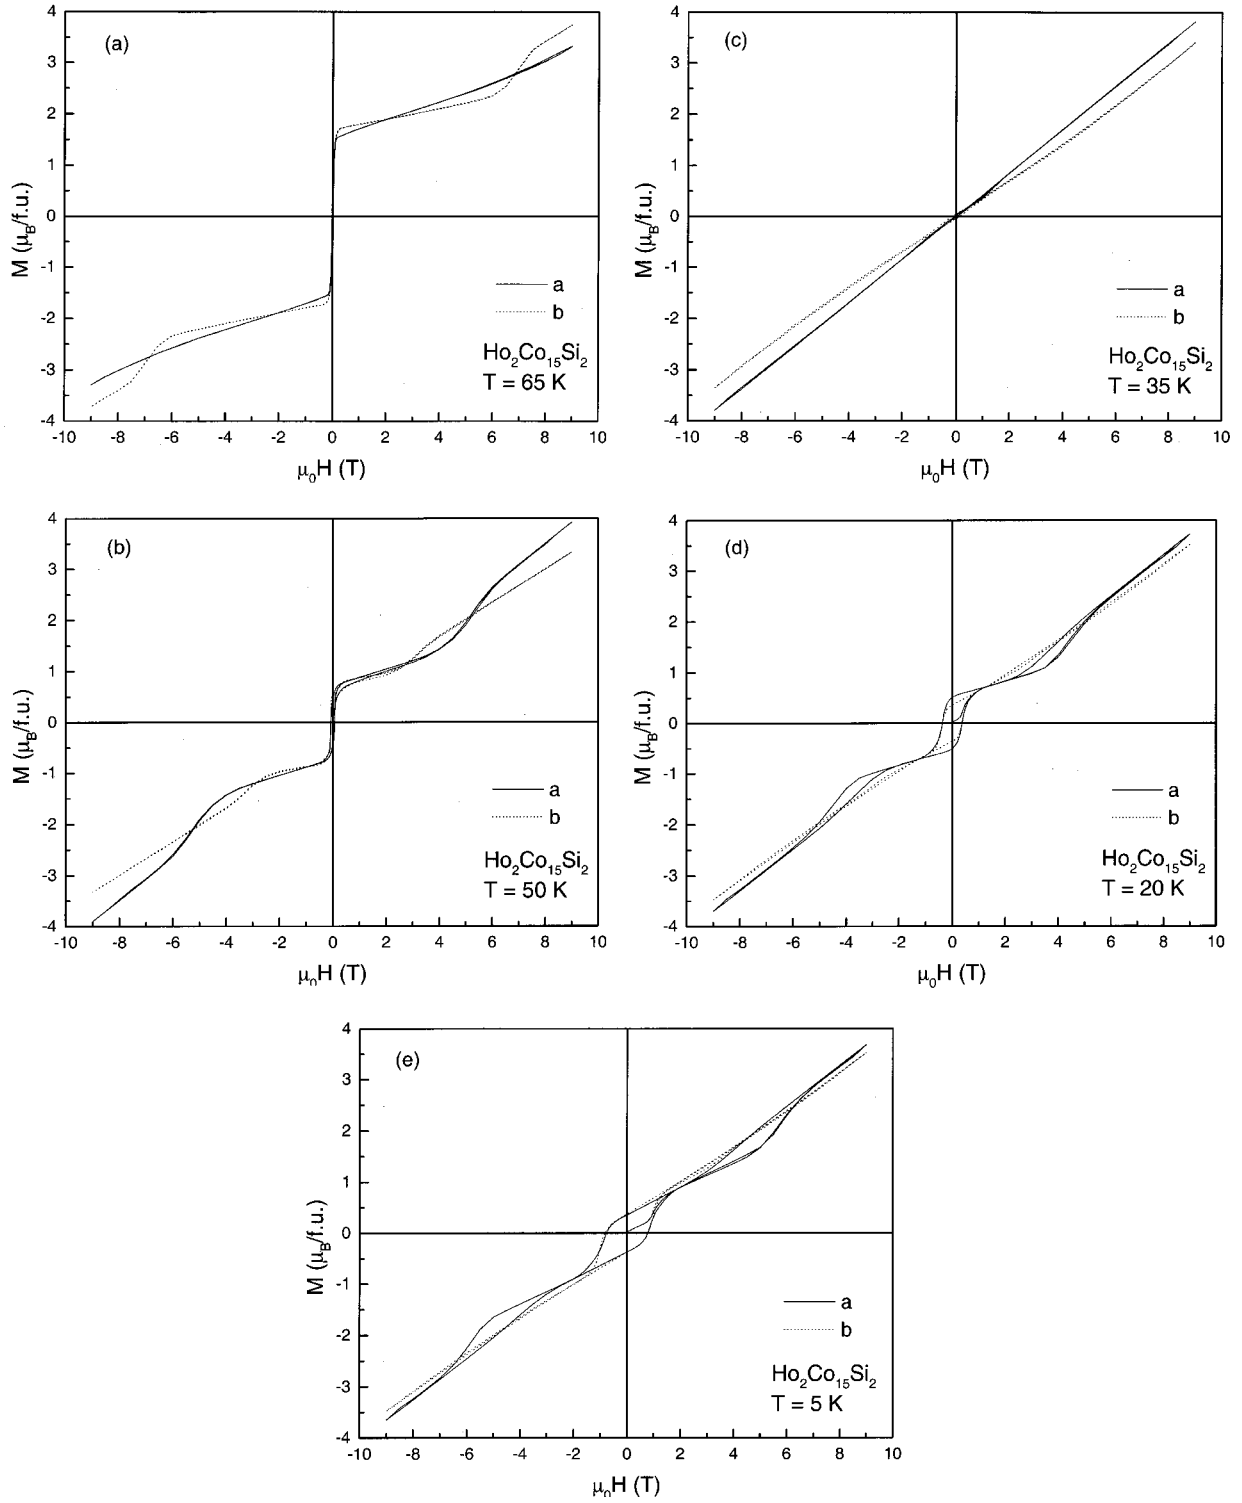 (a)
4
3
2
1
0
-1
-2
-3
-4
M (μB/f.u.)
a
b
Ho2Co15Si2
T = 65 K
-10 -8 -6 -4 -2 0 2 4 6 8 10
μ0H (T)
(c)
4
3
2
1
0
-1
-2
-3
-4
M (μB/f.u.)
a
b
Ho2Co15Si2
T = 35 K
-10 -8 -6 -4 -2 0 2 4 6 8 10
μ0H (T)
(b)
4
3
2
1
0
-1
-2
-3
-4
M (μB/f.u.)
a
b
Ho2Co15Si2
T = 50 K
-10 -8 -6 -4 -2 0 2 4 6 8 10
μ0H (T)
(d)
4
3
2
1
0
-1
-2
-3
-4
M (μB/f.u.)
a
b
Ho2Co15Si2
T = 20 K
-10 -8 -6 -4 -2 0 2 4 6 8 10
μ0H (T)
(e)
4
3
2
1
0
-1
-2
-3
-4
M (μB/f.u.)
a
b
Ho2Co15Si2
T = 5 K
-10 -8 -6 -4 -2 0 2 4 6 8 10
μ0H (T)